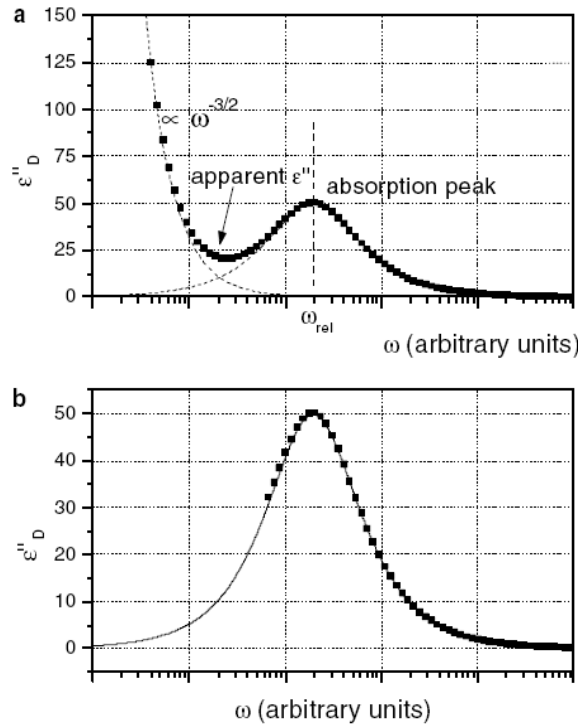 a
150
125
100
75
50
25
0
ε"D
∝ ω-3/2
apparent ε"
absorption peak
ωrel
ω (arbitrary units)
b
50
40
30
20
10
0
ε"D
ω (arbitrary units)